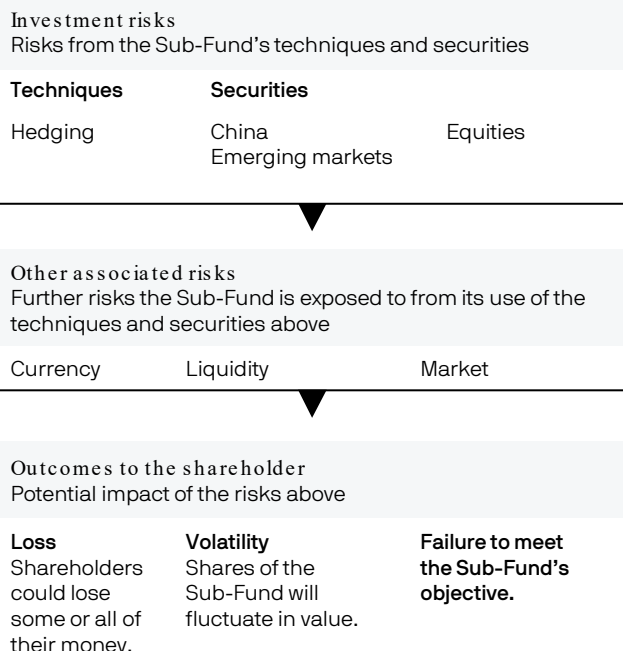 Investment risks
Risks from the Sub-Fund's techniques and securities
Techniques Securities
Hedging China Equities
Emerging markets
Other associated risks
Further risks the Sub-Fund is exposed to from its use of the
techniques and securities above
Currency Liquidity Market
Outcomes to the shareholder
Potential impact of the risks above
Loss
Shareholders
could lose
some or all of
their money.
Volatility
Shares of the
Sub-Fund will
fluctuate in value.
Failure to meet
the Sub-Fund's
objective.